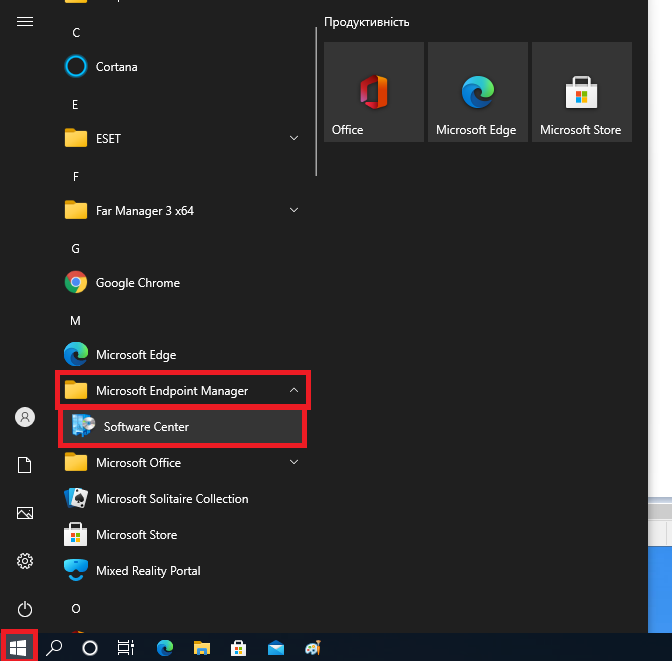 C
Cortana
E
ESET
F
Far Manager 3 x64
G
Google Chrome
M
Microsoft Edge
Microsoft Endpoint Manager
Software Center
Microsoft Office
Microsoft Solitaire Collection
Microsoft Store
Mixed Reality Portal
O
Продуктивність
Office
Microsoft Edge
Microsoft Store